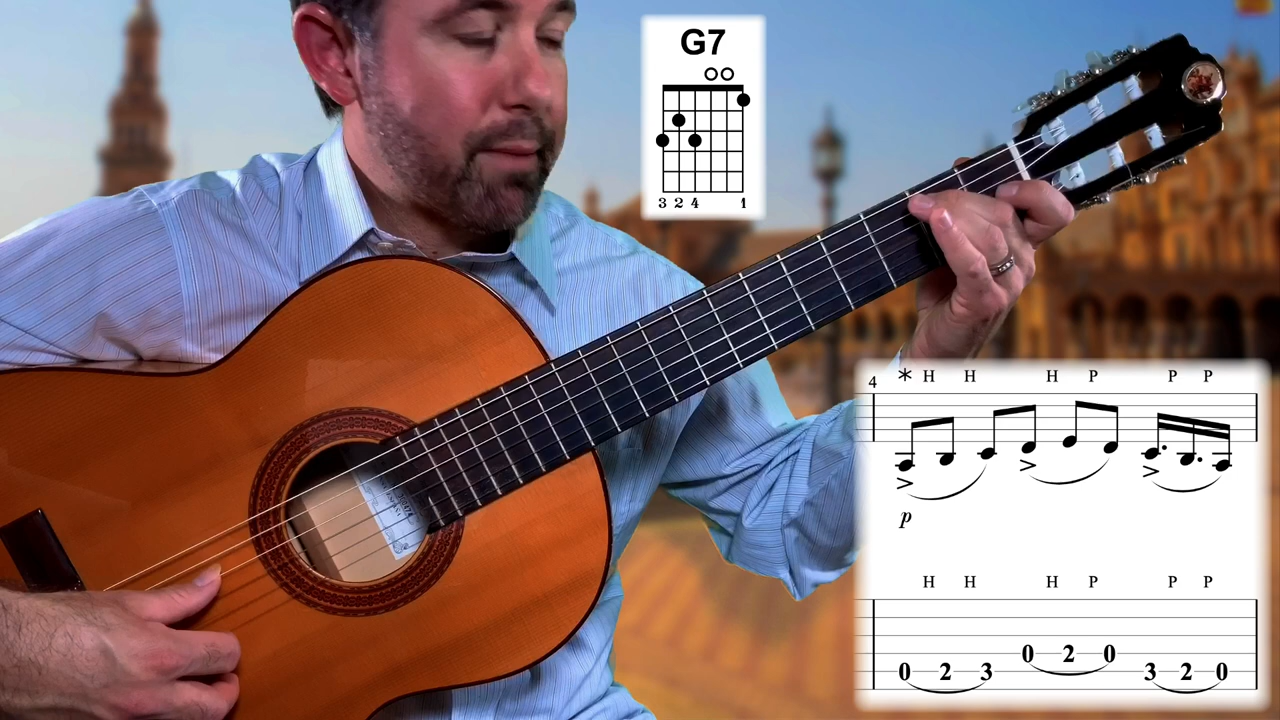 G7
3 2 4 1
4 * H H H P P P
> > >
p
H H H P P P
0 2 3 0 2 0 3 2 0